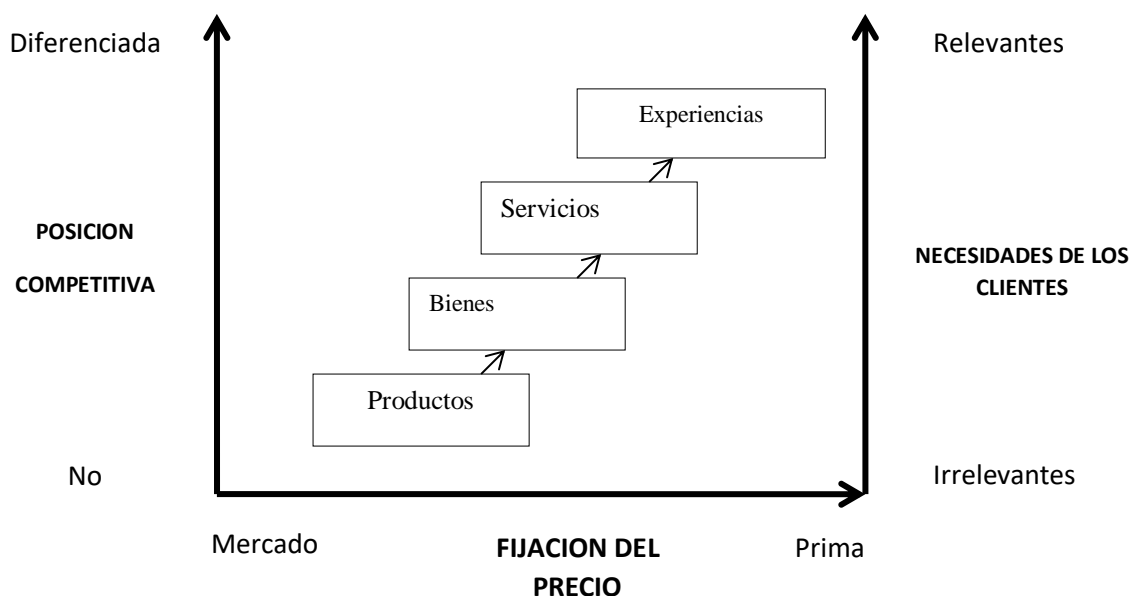 Diferenciada
Relevantes
Experiencias
Servicios
POSICION
COMPETITIVA
NECESIDADES DE LOS
CLIENTES
Bienes
Productos
No
Irrelevantes
Mercado
FIJACION DEL
PRECIO
Prima